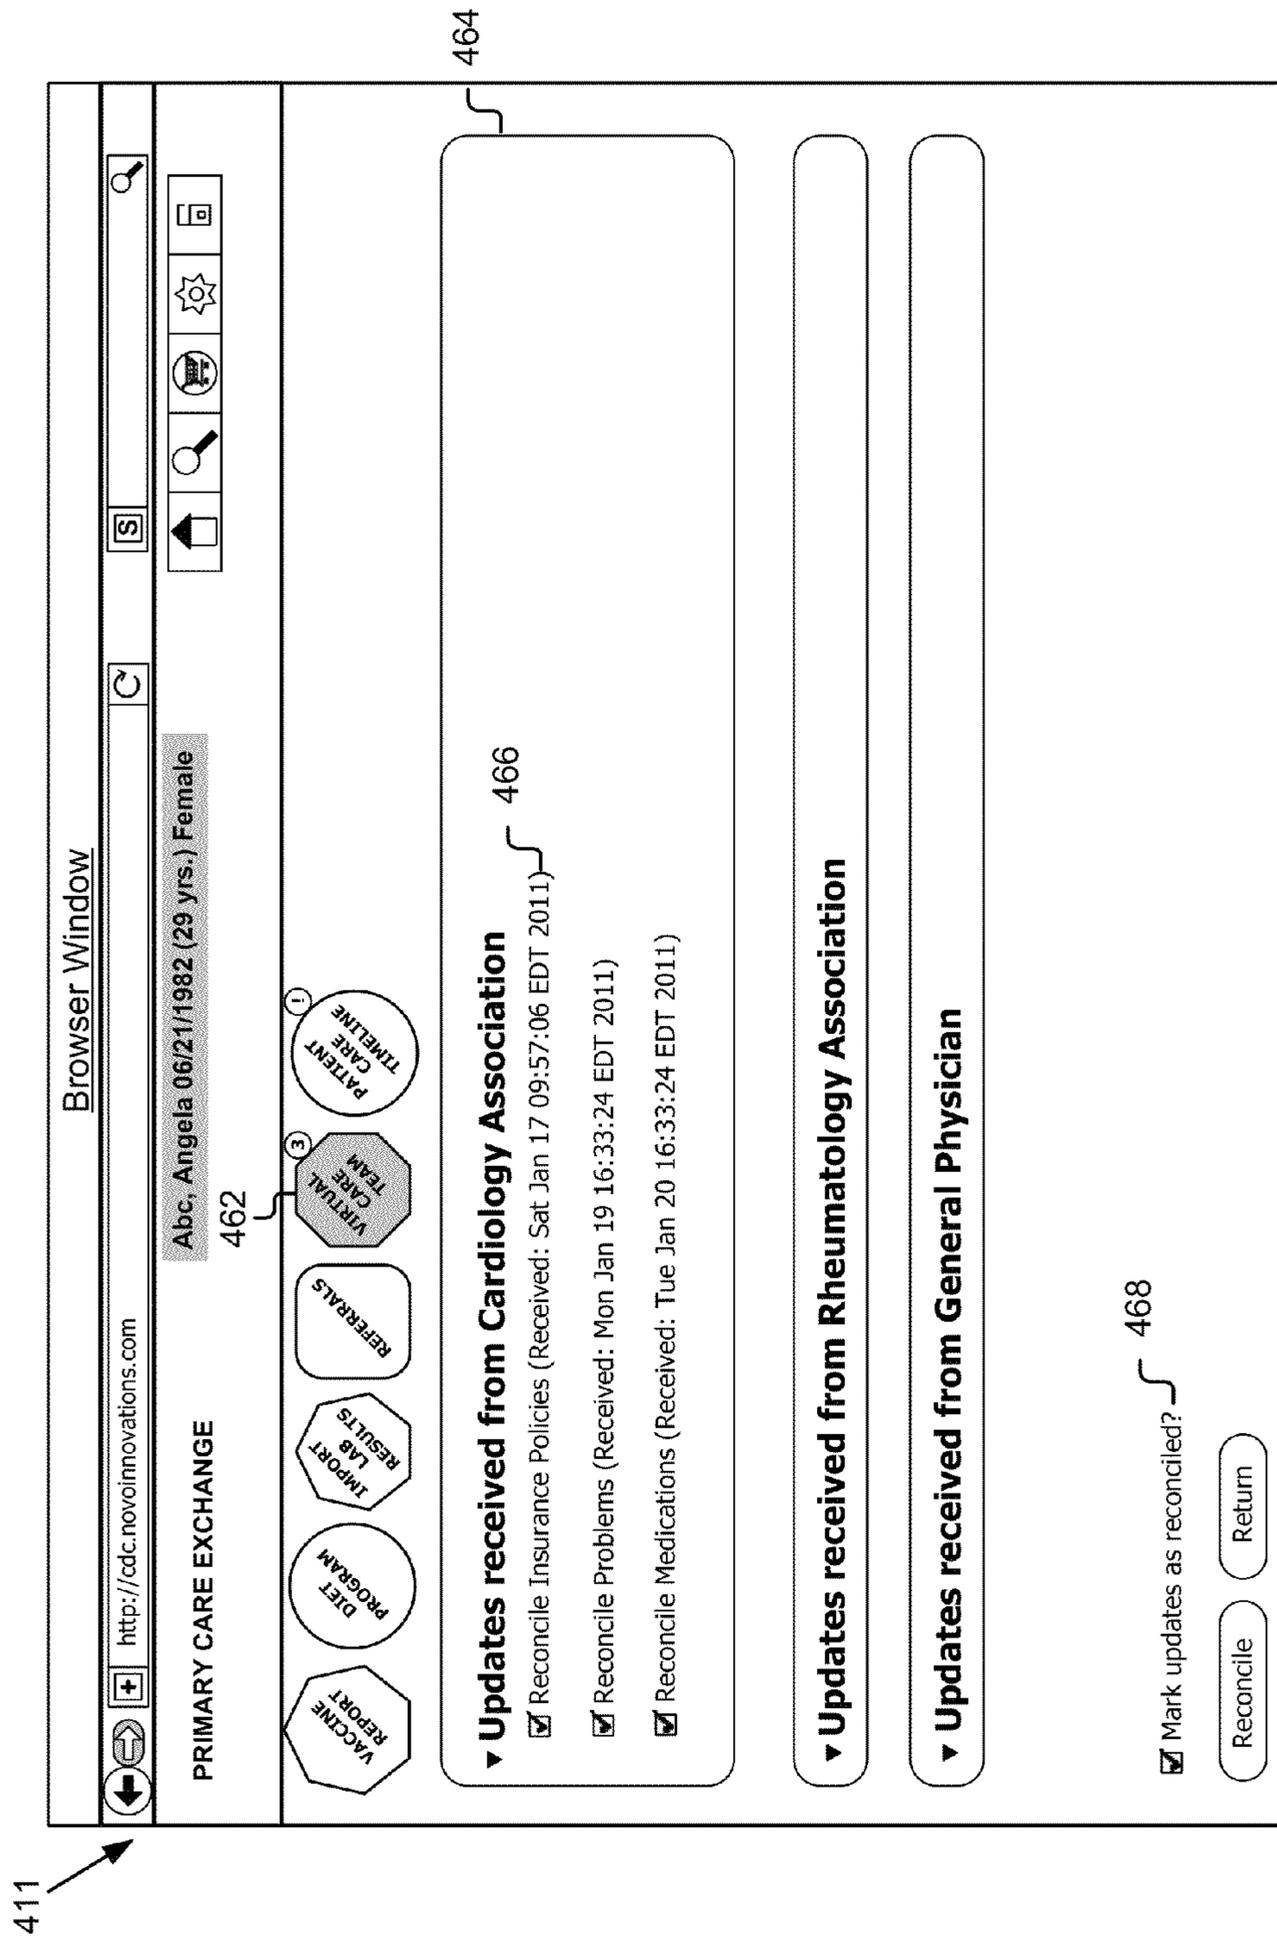 411
Browser Window
http://cdc.novoinnovations.com
S
PRIMARY CARE EXCHANGE
Abc, Angela 06/21/1982 (29 yrs.) Female
462
VACCINE
REPORT
DIET
PROGRAM
IMPORT
LAB
RESULTS
REFERRALS
VIRTUAL
CARE
TEAM
3
PATIENT
CARE
TIMELINE
!
464
Updates received from Cardiology Association
466
Reconcile Insurance Policies (Received: Sat Jan 17 09:57:06 EDT 2011)
Reconcile Problems (Received: Mon Jan 19 16:33:24 EDT 2011)
Reconcile Medications (Received: Tue Jan 20 16:33:24 EDT 2011)
Updates received from Rheumatology Association
Updates received from General Physician
468
Mark updates as reconciled?
Reconcile
Return